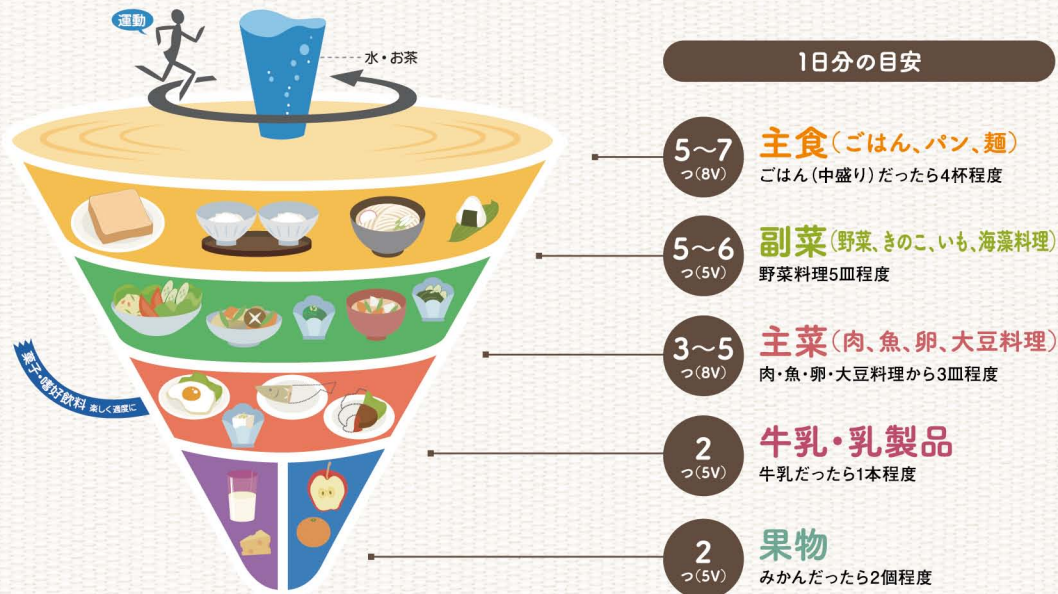 運動
水・お茶
菓子・嗜好飲料 楽しく適度に
1日分の目安
5~7
つ(8V)
主食(ごはん、パン、麺)
ごはん(中盛り)だったら4杯程度
5~6
つ(5V)
副菜(野菜、きのこ、いも、海藻料理)
野菜料理5皿程度
3~5
つ(8V)
主菜(肉、魚、卵、大豆料理)
肉・魚・卵・大豆料理から3皿程度
2
つ(5V)
牛乳・乳製品
牛乳だったら1本程度
2
つ(5V)
果物
みかんだったら2個程度